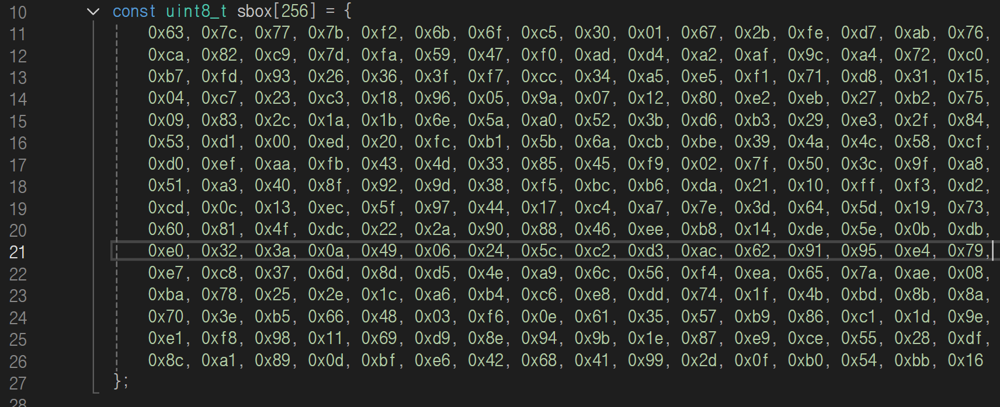 10 const uint8_t sbox[256] = {
11 0x63, 0x7c, 0x77, 0x7b, 0xf2, 0x6b, 0x6f, 0xc5, 0x30, 0x01, 0x67, 0x2b, 0xfe, 0xd7, 0xab, 0x76,
12 0xca, 0x82, 0xc9, 0x7d, 0xfa, 0x59, 0x47, 0xf0, 0xad, 0xd4, 0xa2, 0xaf, 0x9c, 0xa4, 0x72, 0xc0,
13 0xb7, 0xfd, 0x93, 0x26, 0x36, 0x3f, 0xf7, 0xcc, 0x34, 0xa5, 0xe5, 0xf1, 0x71, 0xd8, 0x31, 0x15,
14 0x04, 0xc7, 0x23, 0xc3, 0x18, 0x96, 0x05, 0x9a, 0x07, 0x12, 0x80, 0xe2, 0xeb, 0x27, 0xb2, 0x75,
15 0x09, 0x83, 0x2c, 0x1a, 0x1b, 0x6e, 0x5a, 0xa0, 0x52, 0x3b, 0xd6, 0xb3, 0x29, 0xe3, 0x2f, 0x84,
16 0x53, 0xd1, 0x00, 0xed, 0x20, 0xfc, 0xb1, 0x5b, 0x6a, 0xcb, 0xbe, 0x39, 0x4a, 0x4c, 0x58, 0xcf,
17 0xd0, 0xef, 0xaa, 0xfb, 0x43, 0x4d, 0x33, 0x85, 0x45, 0xf9, 0x02, 0x7f, 0x50, 0x3c, 0x9f, 0xa8,
18 0x51, 0xa3, 0x40, 0x8f, 0x92, 0x9d, 0x38, 0xf5, 0xbc, 0xb6, 0xda, 0x21, 0x10, 0xff, 0xf3, 0xd2,
19 0xcd, 0x0c, 0x13, 0xec, 0x5f, 0x97, 0x44, 0x17, 0xc4, 0xa7, 0x7e, 0x3d, 0x64, 0x5d, 0x19, 0x73,
20 0x60, 0x81, 0x4f, 0xdc, 0x22, 0x2a, 0x90, 0x88, 0x46, 0xee, 0xb8, 0x14, 0xde, 0x5e, 0x0b, 0xdb,
21 0xe0, 0x32, 0x3a, 0x0a, 0x49, 0x06, 0x24, 0x5c, 0xc2, 0xd3, 0xac, 0x62, 0x91, 0x95, 0xe4, 0x79,
22 0xe7, 0xc8, 0x37, 0x6d, 0x8d, 0xd5, 0x4e, 0xa9, 0x6c, 0x56, 0xf4, 0xea, 0x65, 0x7a, 0xae, 0x08,
23 0xba, 0x78, 0x25, 0x2e, 0x1c, 0xa6, 0xb4, 0xc6, 0xe8, 0xdd, 0x74, 0x1f, 0x4b, 0xbd, 0x8b, 0x8a,
24 0x70, 0x3e, 0xb5, 0x66, 0x48, 0x03, 0xf6, 0x0e, 0x61, 0x35, 0x57, 0xb9, 0x86, 0xc1, 0x1d, 0x9e,
25 0xe1, 0xf8, 0x98, 0x11, 0x69, 0xd9, 0x8e, 0x94, 0x9b, 0x1e, 0x87, 0xe9, 0xce, 0x55, 0x28, 0xdf,
26 0x8c, 0xa1, 0x89, 0x0d, 0xbf, 0xe6, 0x42, 0x68, 0x41, 0x99, 0x2d, 0x0f, 0xb0, 0x54, 0xbb, 0x16
27 };
28